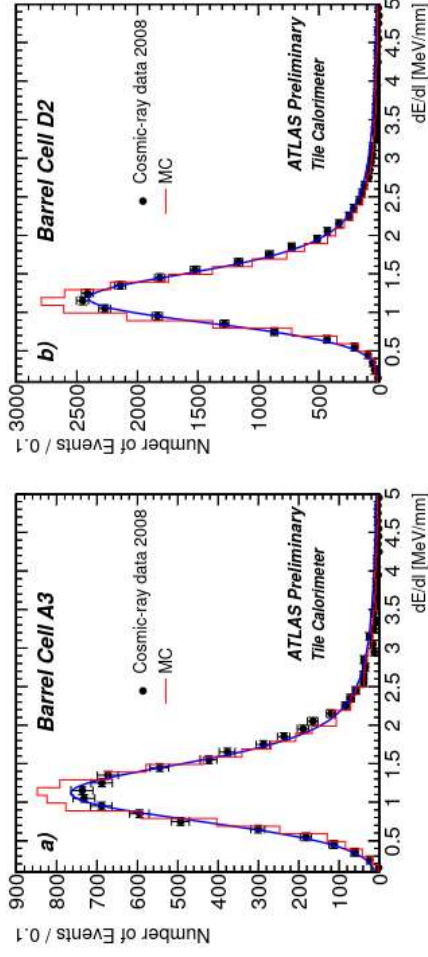 a)
Barrel Cell A3
Cosmic-ray data 2008
MC
ATLAS Preliminary
Tile Calorimeter
Number of Events / 0.1
900
800
700
600
500
400
300
200
100
0
0.5 1 1.5 2 2.5 3 3.5 4 4.5 5
dE/dl [MeV/mm]
b)
Barrel Cell D2
Cosmic-ray data 2008
MC
ATLAS Preliminary
Tile Calorimeter
Number of Events / 0.1
3000
2500
2000
1500
1000
500
0
0.5 1 1.5 2 2.5 3 3.5 4 4.5 5
dE/dl [MeV/mm]